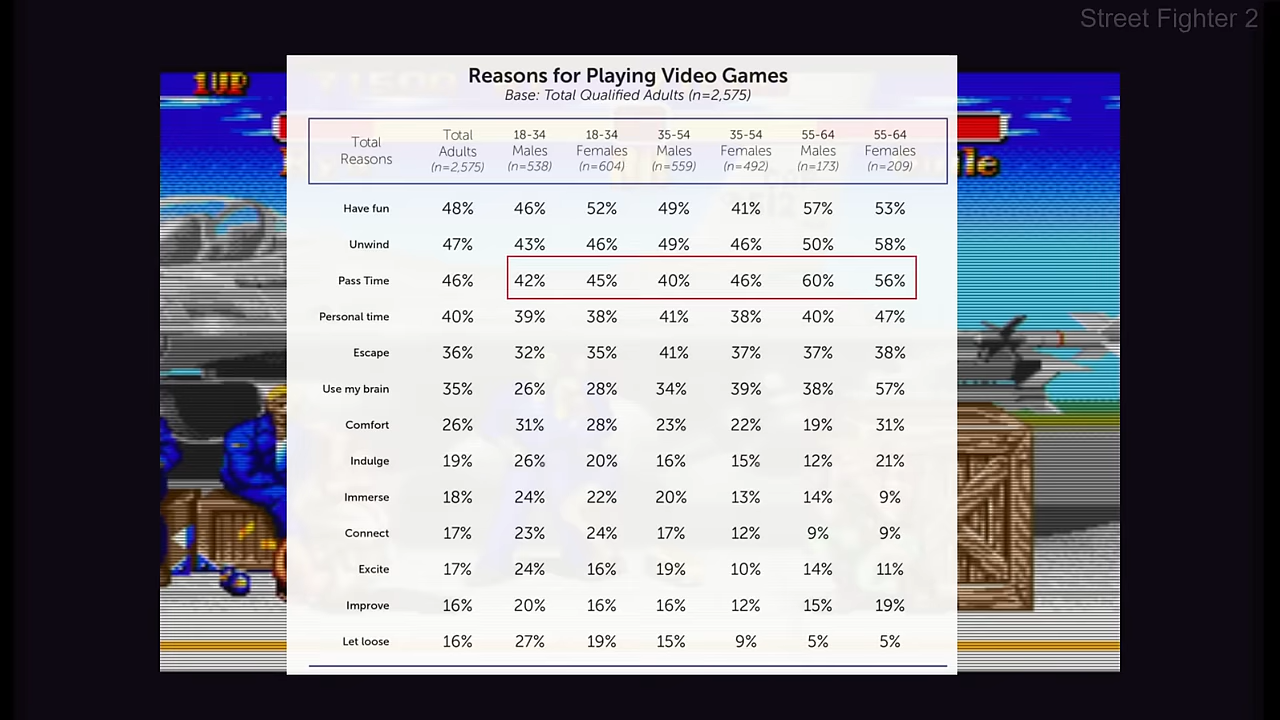 Street Fighter 2
1UP
Reasons for Playing Video Games
Base: Total Qualified Adults (n=2,575)
Total Reasons Total Adults (n=2,575) 18-34 Males (n=538) 18-34 Females (n=604) 35-54 Males (n=559) 35-54 Females (n=492) 55-64 Males (n=173) 55-64 Females (n=209)
Have fun 48% 46% 52% 49% 41% 57% 53%
Unwind 47% 43% 46% 49% 46% 50% 58%
Pass Time 46% 42% 45% 40% 46% 60% 56%
Personal time 40% 39% 38% 41% 38% 40% 47%
Escape 36% 32% 35% 41% 37% 37% 38%
Use my brain 35% 26% 28% 34% 39% 38% 57%
Comfort 26% 31% 28% 23% 22% 19% 31%
Indulge 19% 26% 20% 16% 15% 12% 21%
Immerse 18% 24% 22% 20% 13% 14% 9%
Connect 17% 23% 24% 17% 12% 9% 9%
Excite 17% 24% 16% 19% 10% 14% 11%
Improve 16% 20% 16% 16% 12% 15% 19%
Let loose 16% 27% 19% 15% 9% 5% 5%